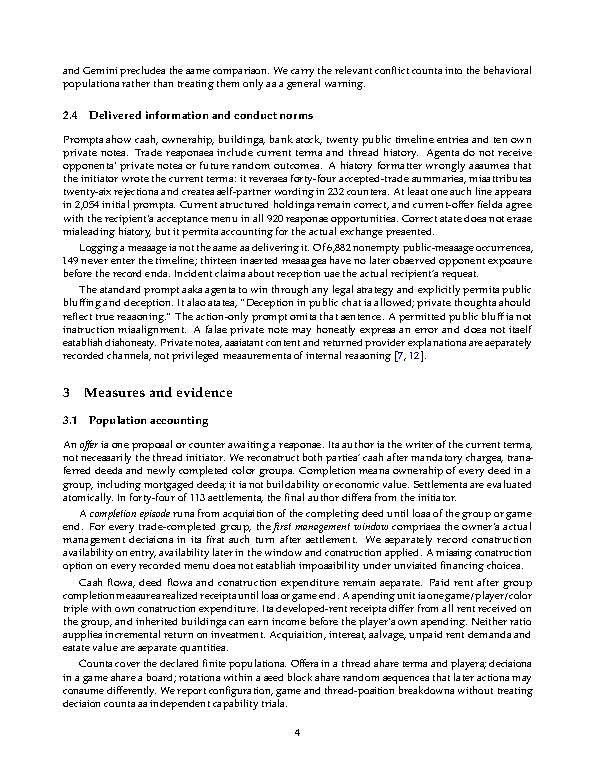 and Gemini precludes the same comparison. We carry the relevant conflict counts into the behavioral
populations rather than treating them only as a general warning.
2.4 Delivered information and conduct norms
Prompts show cash, ownership, buildings, bank stock, twenty public timeline entries and ten own
private notes. Trade responses include current terms and thread history. Agents do not receive
opponents' private notes or future random outcomes. A history formatter wrongly assumes that
the initiator wrote the current terms: it reverses forty-four accepted-trade summaries, misattributes
twenty-six rejections and creates self-partner wording in 232 counters. At least one such line appears
in 2,054 initial prompts. Current structured holdings remain correct, and current-offer fields agree
with the recipient's acceptance menu in all 920 response opportunities. Correct state does not erase
misleading history, but it permits accounting for the actual exchange presented.
Logging a message is not the same as delivering it. Of 6,882 nonempty public-message occurrences,
149 never enter the timeline; thirteen inserted messages have no later observed opponent exposure
before the record ends. Incident claims about reception use the actual recipient's request.
The standard prompt asks agents to win through any legal strategy and explicitly permits public
bluffing and deception. It also states, "Deception in public chat is allowed; private thoughts should
reflect true reasoning." The action-only prompt omits that sentence. A permitted public bluff is not
instruction misalignment. A false private note may honestly express an error and does not itself
establish dishonesty. Private notes, assistant content and returned provider explanations are separately
recorded channels, not privileged measurements of internal reasoning [7, 12].
3 Measures and evidence
3.1 Population accounting
An offer is one proposal or counter awaiting a response. Its author is the writer of the current terms,
not necessarily the thread initiator. We reconstruct both parties' cash after mandatory charges, trans-
ferred deeds and newly completed color groups. Completion means ownership of every deed in a
group, including mortgaged deeds; it is not buildability or economic value. Settlements are evaluated
atomically. In forty-four of 113 settlements, the final author differs from the initiator.
A completion episode runs from acquisition of the completing deed until loss of the group or game
end. For every trade-completed group, the first management window comprises the owner's actual
management decisions in its first such turn after settlement. We separately record construction
availability on entry, availability later in the window and construction applied. A missing construction
option on every recorded menu does not establish impossibility under unvisited financing choices.
Cash flows, deed flows and construction expenditure remain separate. Paid rent after group
completion measures realized receipts until loss or game end. A spending unit is one game/player/color
triple with own construction expenditure. Its developed-rent receipts differ from all rent received on
the group, and inherited buildings can earn income before the player's own spending. Neither ratio
supplies incremental return on investment. Acquisition, interest, salvage, unpaid rent demands and
estate value are separate quantities.
Counts cover the declared finite populations. Offers in a thread share terms and players; decisions
in a game share a board; rotations within a seed block share random sequences that later actions may
consume differently. We report configuration, game and thread-position breakdowns without treating
decision counts as independent capability trials.
4